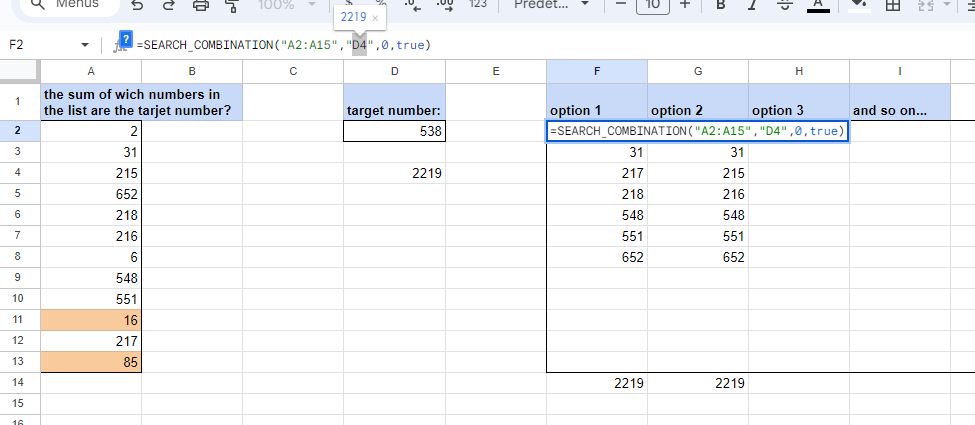 Menús 100% $ % .0 .00 123 Predet... − 10 + B I S A
2219 ×
F2 ? fx =SEARCH_COMBINATION("A2:A15","D4",0,true)
A B C D E F G H I
1 the sum of wich numbers in
the list are the tarjet number? target number: option 1 option 2 option 3 and so on...
2 2 538 =SEARCH_COMBINATION("A2:A15","D4",0,true)
3 31 31 31
4 215 2219 217 215
5 652 218 216
6 218 548 548
7 216 551 551
8 6 652 652
9 548
10 551
11 16
12 217
13 85
14 2219 2219
15
16